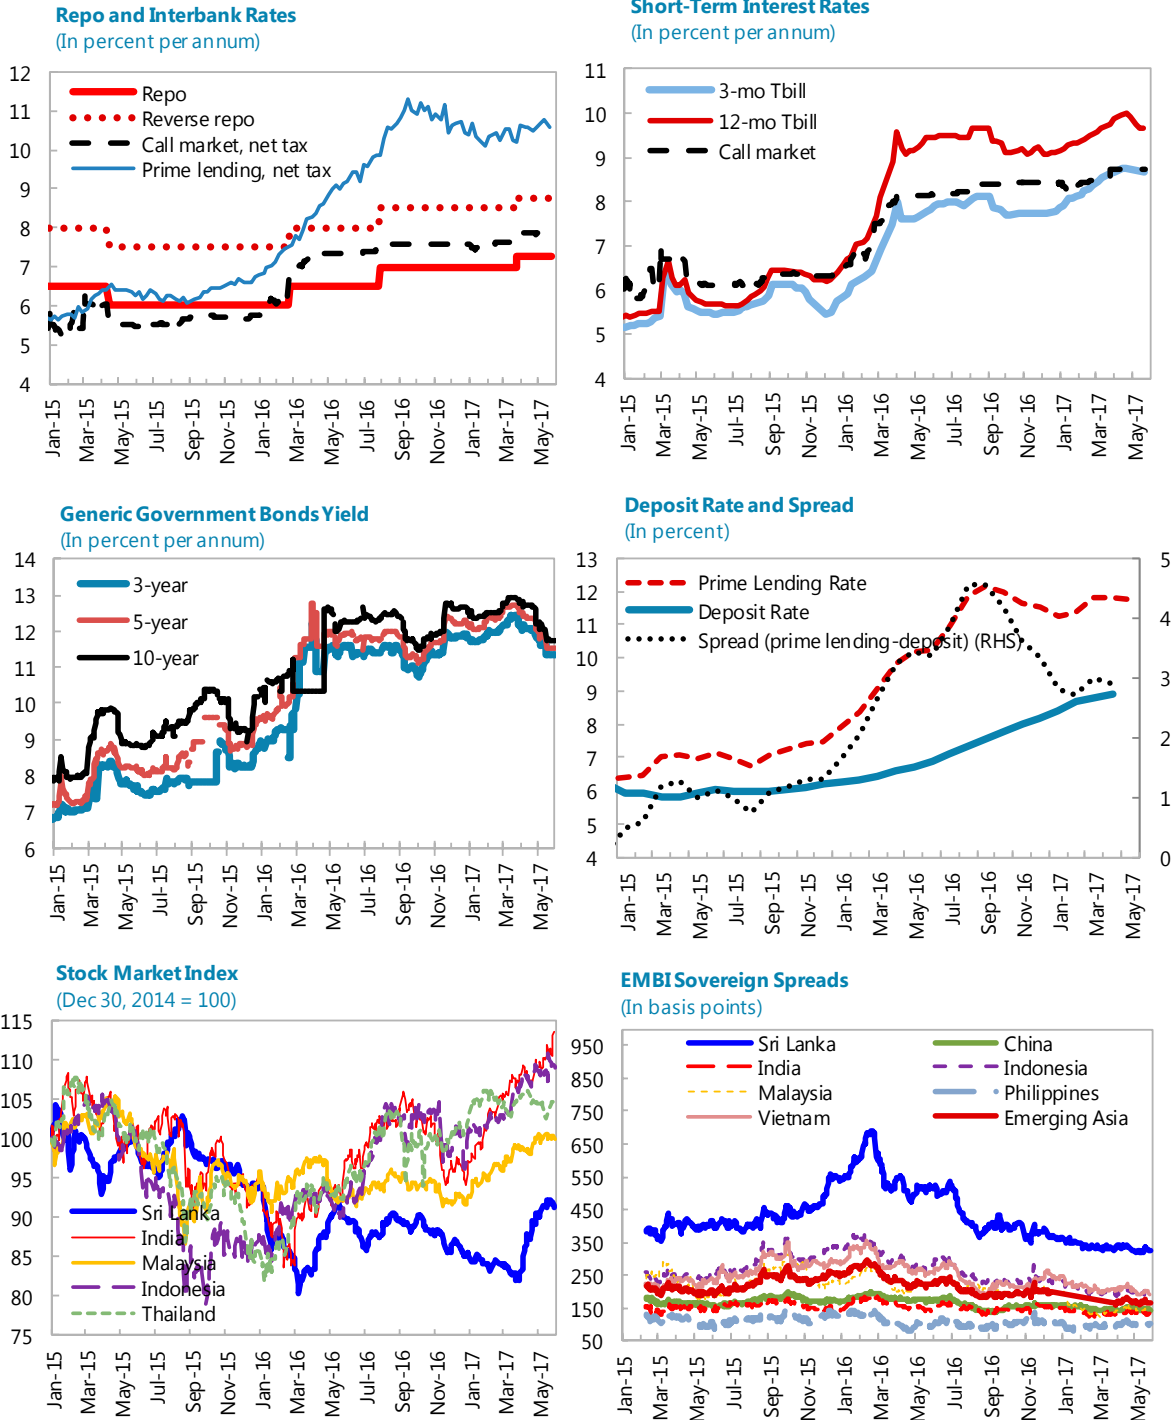 Repo and Interbank Rates
(In percent per annum)
12
11
10
9
8
7
6
5
4
Repo
Reverse repo
Call market, net tax
Prime lending, net tax
Jan-15
Mar-15
May-15
Jul-15
Sep-15
Nov-15
Jan-16
Mar-16
May-16
Jul-16
Sep-16
Nov-16
Jan-17
Mar-17
May-17
Short-Term Interest Rates
(In percent per annum)
11
10
9
8
7
6
5
4
3-mo Tbill
12-mo Tbill
Call market
Jan-15
Mar-15
May-15
Jul-15
Sep-15
Nov-15
Jan-16
Mar-16
May-16
Jul-16
Sep-16
Nov-16
Jan-17
Mar-17
May-17
Generic Government Bonds Yield
(In percent per annum)
14
13
12
11
10
9
8
7
6
3-year
5-year
10-year
Jan-15
Mar-15
May-15
Jul-15
Sep-15
Nov-15
Jan-16
Mar-16
May-16
Jul-16
Sep-16
Nov-16
Jan-17
Mar-17
May-17
Deposit Rate and Spread
(In percent)
13
12
11
10
9
8
7
6
5
4
5
4
3
2
1
0
Prime Lending Rate
Deposit Rate
Spread (prime lending-deposit) (RHS)
Jan-15
Mar-15
May-15
Jul-15
Sep-15
Nov-15
Jan-16
Mar-16
May-16
Jul-16
Sep-16
Nov-16
Jan-17
Mar-17
May-17
Stock Market Index
(Dec 30, 2014 = 100)
115
110
105
100
95
90
85
80
75
Sri Lanka
India
Malaysia
Indonesia
Thailand
Jan-15
Mar-15
May-15
Jul-15
Sep-15
Nov-15
Jan-16
Mar-16
May-16
Jul-16
Sep-16
Nov-16
Jan-17
Mar-17
May-17
EMBI Sovereign Spreads
(In basis points)
950
850
750
650
550
450
350
250
150
50
Sri Lanka
China
India
Indonesia
Malaysia
Philippines
Vietnam
Emerging Asia
Jan-15
Mar-15
May-15
Jul-15
Sep-15
Nov-15
Jan-16
Mar-16
May-16
Jul-16
Sep-16
Nov-16
Jan-17
Mar-17
May-17